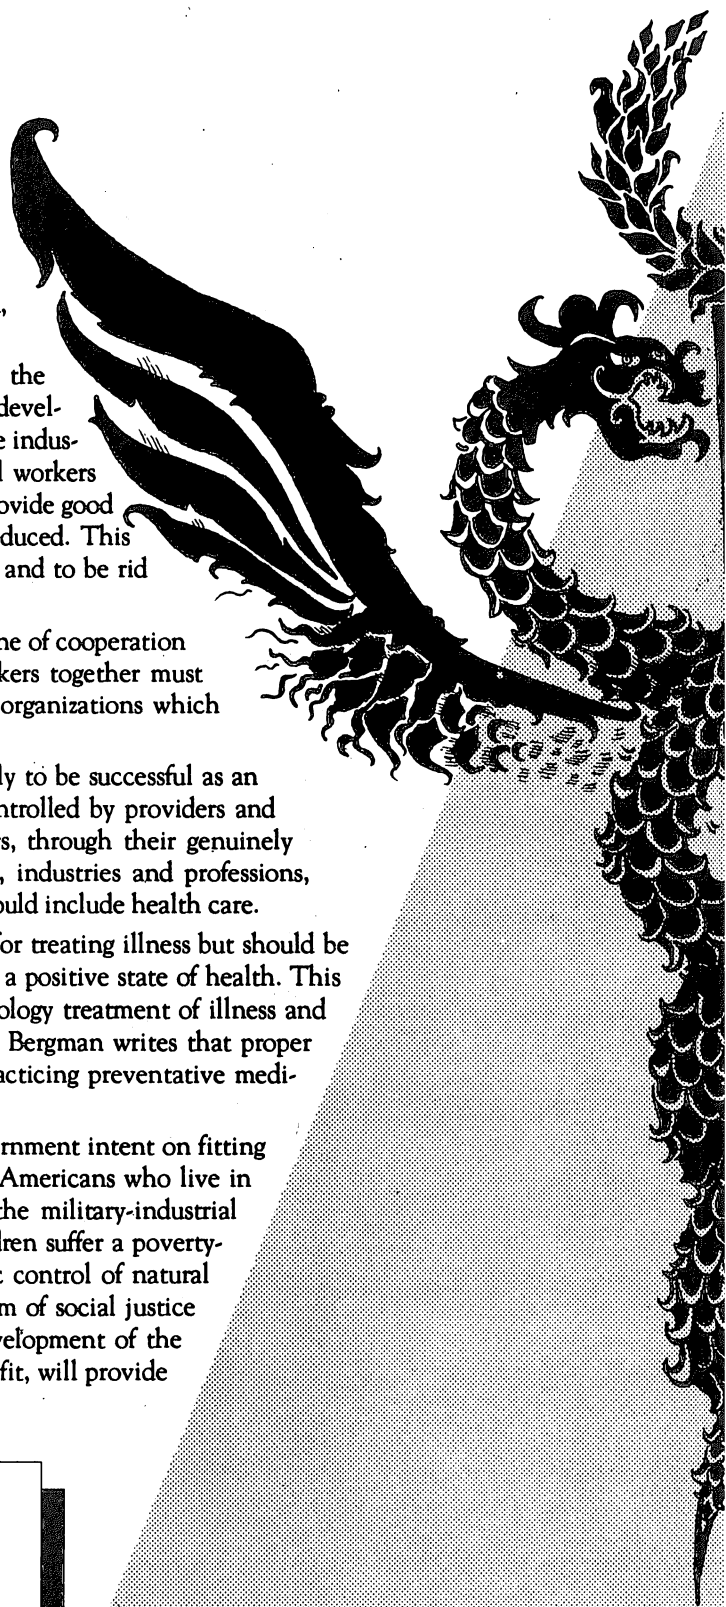 the
devel-
indus-
workers
ovide good
duced. This
and to be rid
ne of cooperation
kers together must
organizations which
ly to be successful as an
ntrolled by providers and
s, through their genuinely
, industries and professions,
ould include health care.
for treating illness but should be
a positive state of health. This
ology treatment of illness and
Bergman writes that proper
acticing preventative medi-
rnment intent on fitting
Americans who live in
the military-industrial
dren suffer a poverty-
control of natural
m of social justice
velopment of the
fit, will provide